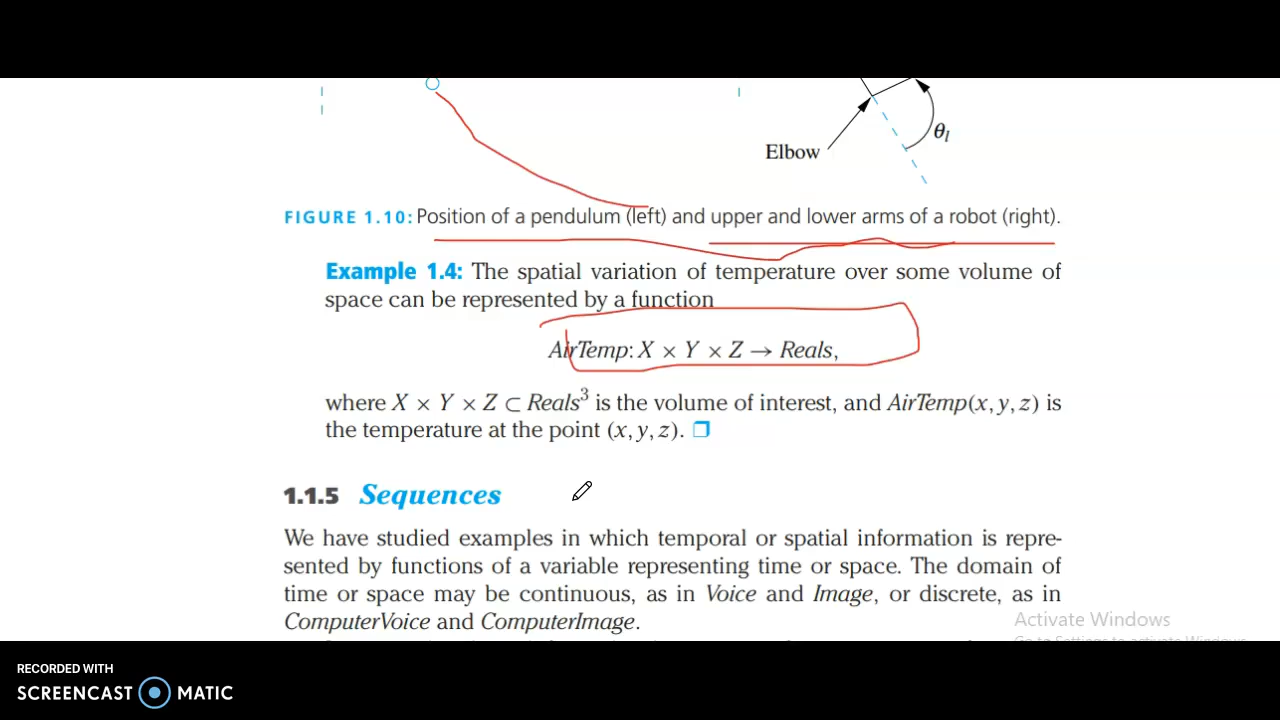 Elbow
θl
FIGURE 1.10: Position of a pendulum (left) and upper and lower arms of a robot (right).
Example 1.4: The spatial variation of temperature over some volume of
space can be represented by a function
AirTemp: X × Y × Z → Reals,
where X × Y × Z ⊂ Reals³ is the volume of interest, and AirTemp(x, y, z) is
the temperature at the point (x, y, z). ❒
1.1.5 Sequences
We have studied examples in which temporal or spatial information is repre-
sented by functions of a variable representing time or space. The domain of
time or space may be continuous, as in Voice and Image, or discrete, as in
ComputerVoice and ComputerImage.
Activate Windows
RECORDED WITH
SCREENCAST MATIC